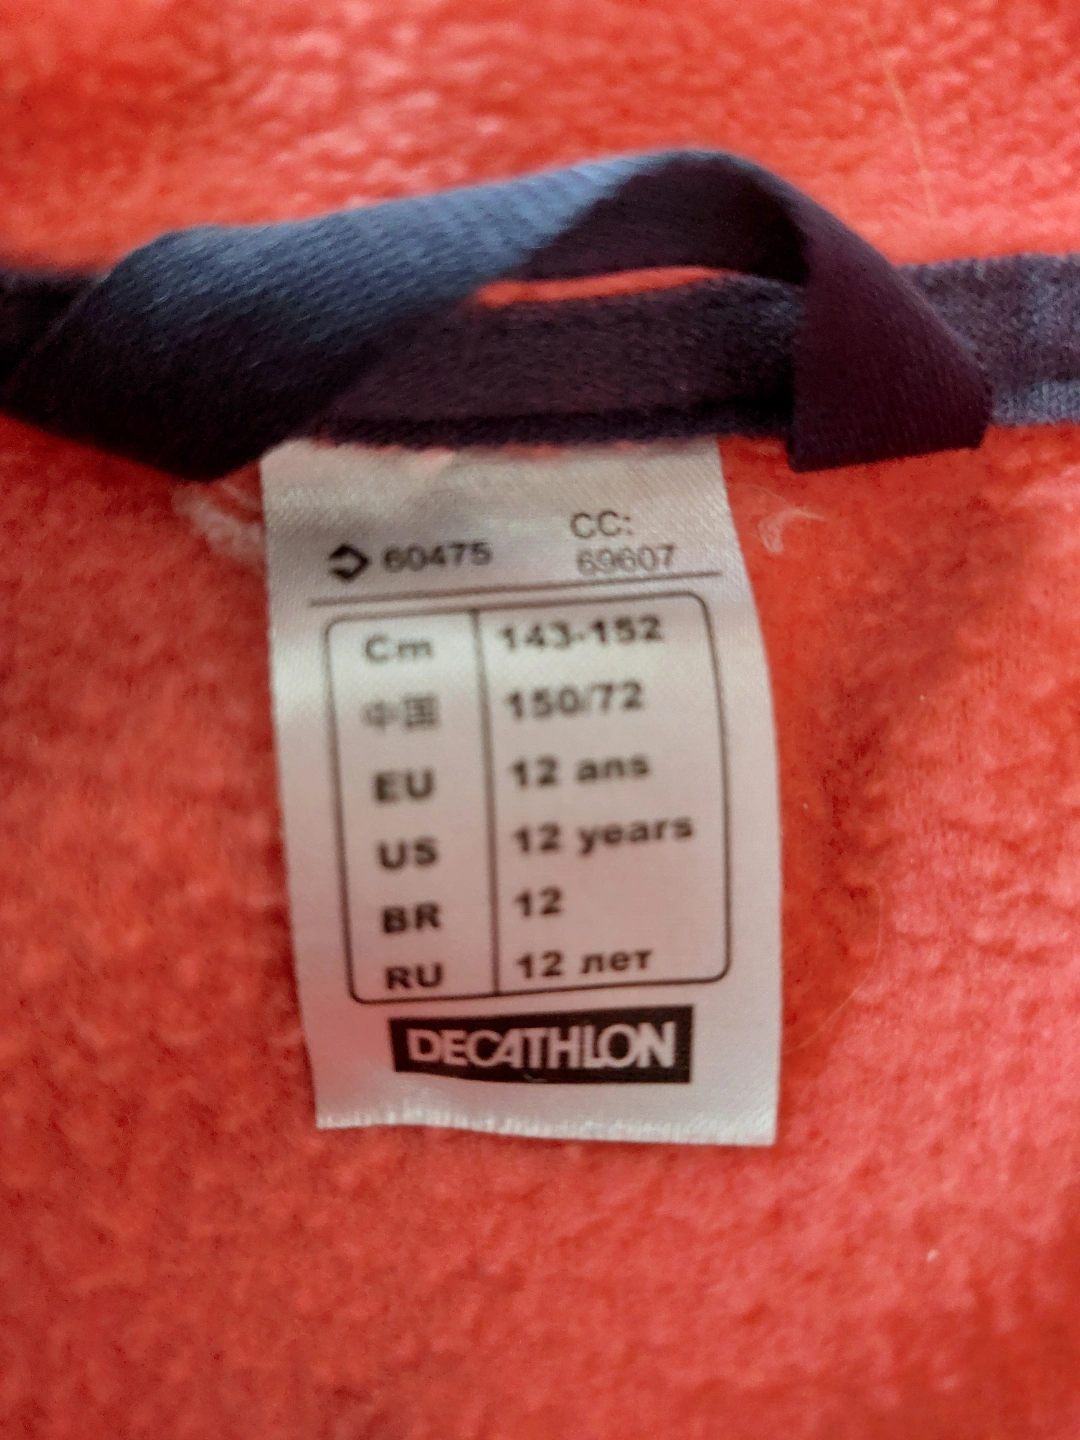 60475 CC:
69607
Cm 143-152
中国 150/72
EU 12 ans
US 12 years
BR 12
RU 12 лет
DECATHLON